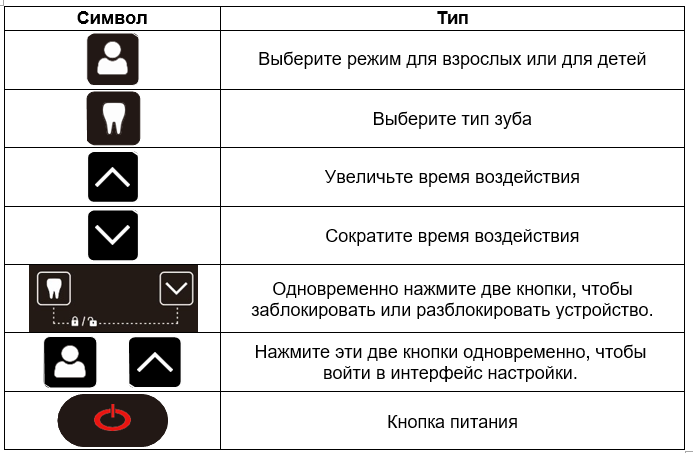 Символ Тип
Выберите режим для взрослых или для детей
Выберите тип зуба
Увеличьте время воздействия
Сократите время воздействия
Одновременно нажмите две кнопки, чтобы
заблокировать или разблокировать устройство.
/
Нажмите эти две кнопки одновременно, чтобы
войти в интерфейс настройки.
Кнопка питания